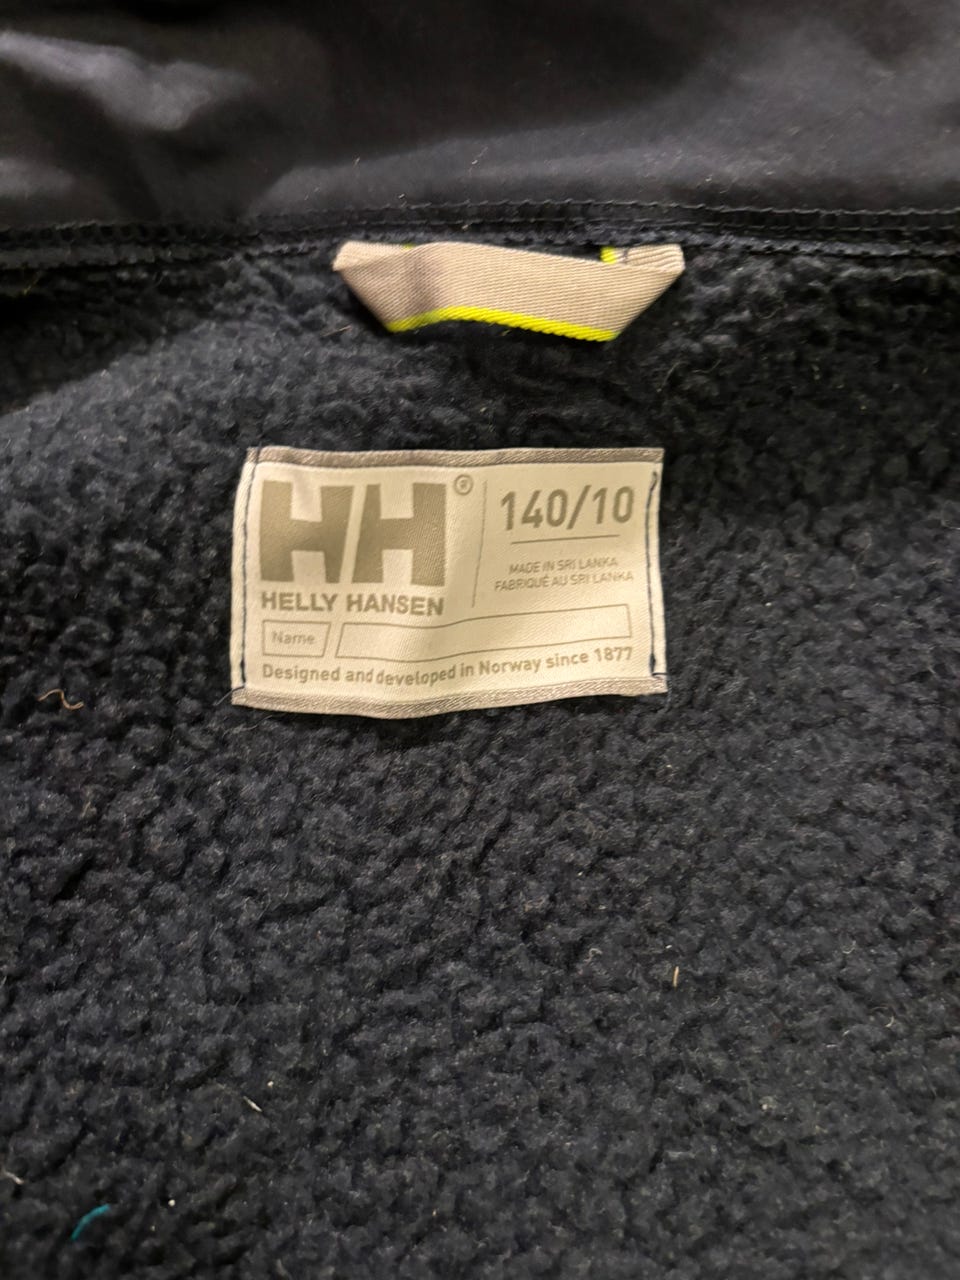 HH®
HELLY HANSEN
140/10
MADE IN SRI LANKA
FABRIQUÉ AU SRI LANKA
Name
Designed and developed in Norway since 1877